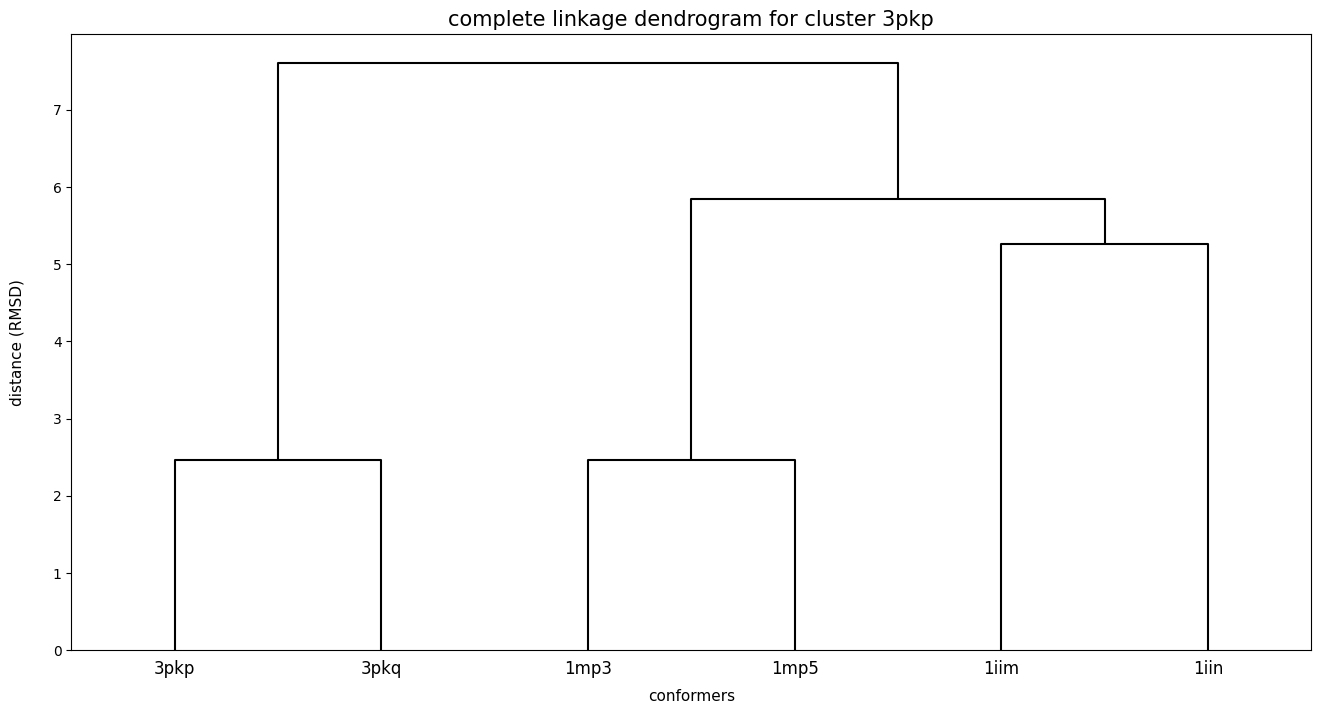 complete linkage dendrogram for cluster 3pkp
7
6
5
4
3
2
1
0
distance (RMSD)
3pkp 3pkq 1mp3 1mp5 1iim 1iin
conformers